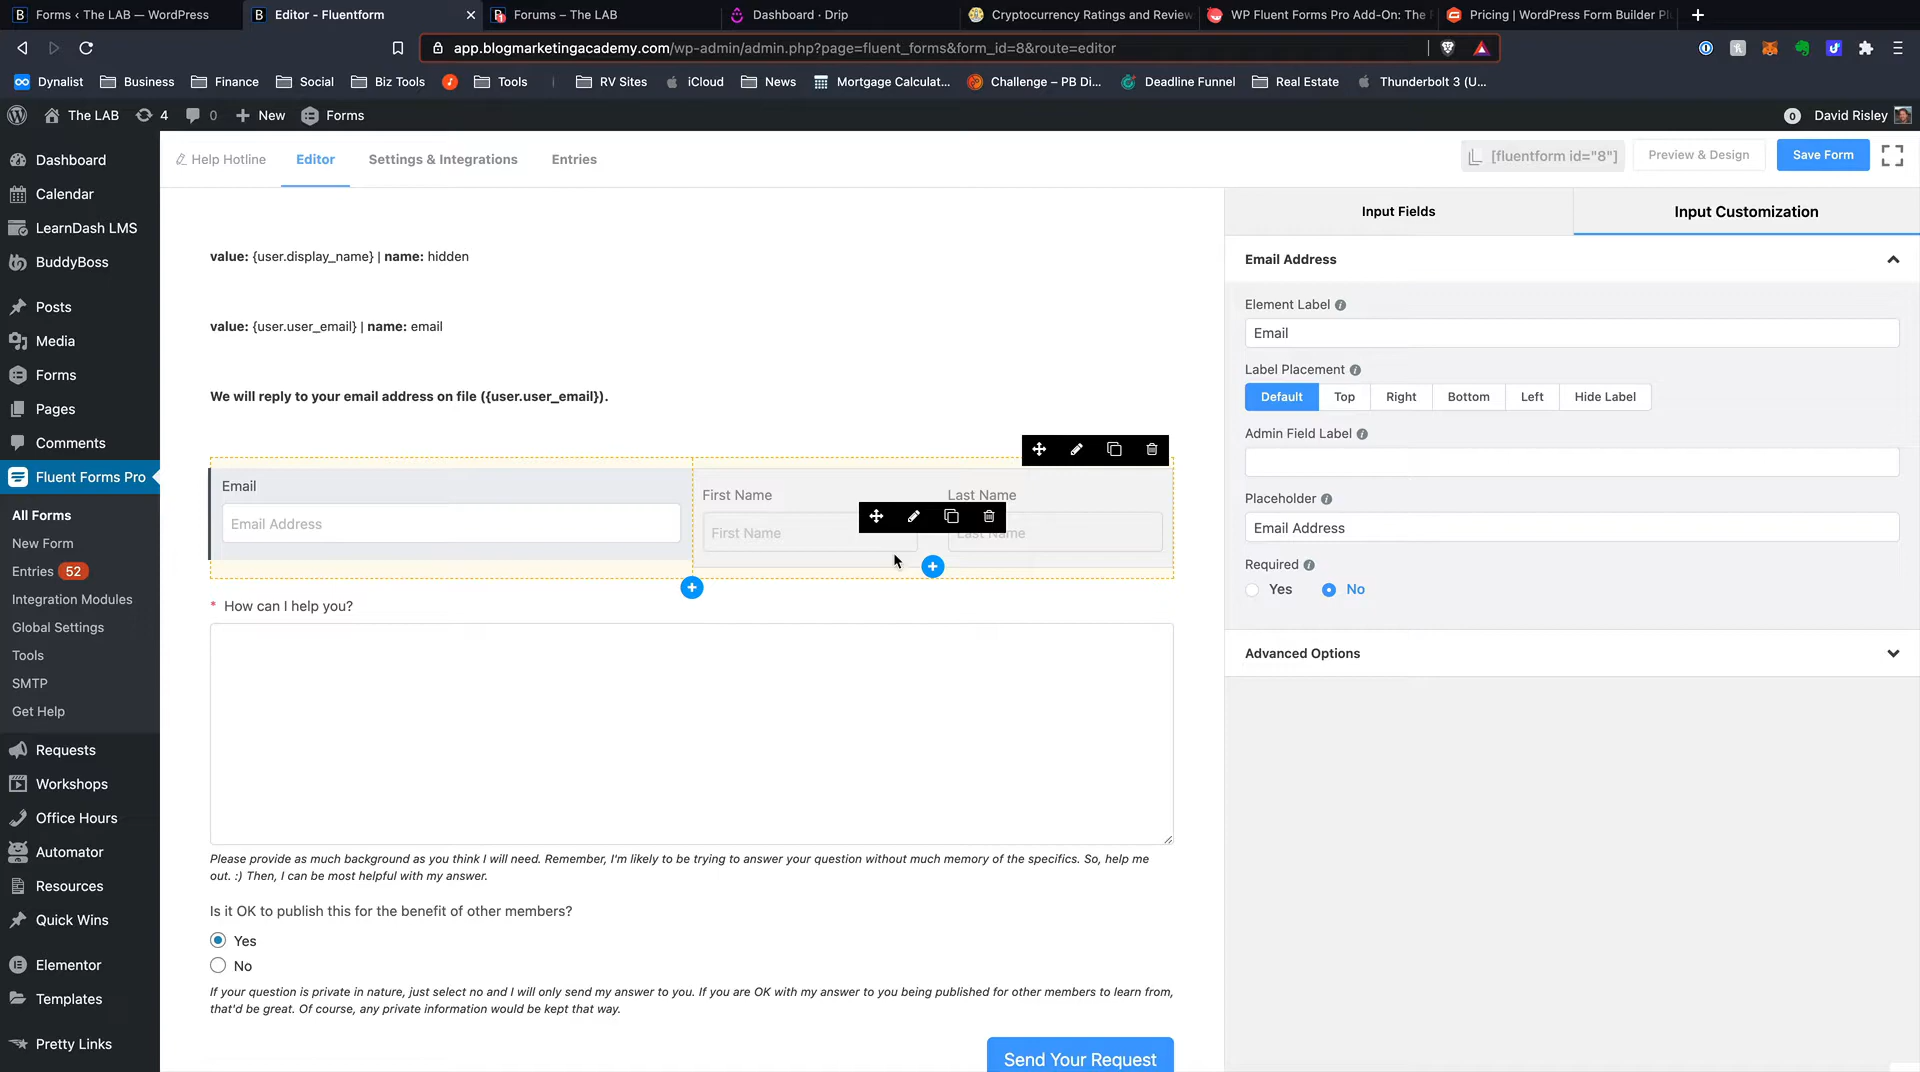 Forms ‹ The LAB — WordPress
Editor - Fluentform
Forums – The LAB
Dashboard · Drip
Cryptocurrency Ratings and Review
WP Fluent Forms Pro Add-On: The
Pricing | WordPress Form Builder Pl
app.blogmarketingacademy.com/wp-admin/admin.php?page=fluent_forms&form_id=8&route=editor
Dynalist
Business
Finance
Social
Biz Tools
Tools
RV Sites
iCloud
News
Mortgage Calculat...
Challenge – PB Di...
Deadline Funnel
Real Estate
Thunderbolt 3 (U...
The LAB
4
0
New
Forms
0
David Risley
Dashboard
Calendar
LearnDash LMS
BuddyBoss
Posts
Media
Forms
Pages
Comments
Fluent Forms Pro
All Forms
New Form
Entries 52
Integration Modules
Global Settings
Tools
SMTP
Get Help
Requests
Workshops
Office Hours
Automator
Resources
Quick Wins
Elementor
Templates
Pretty Links
Help Hotline
Editor
Settings & Integrations
Entries
[fluentform id="8"]
Preview & Design
Save Form
value: {user.display_name} | name: hidden
value: {user.user_email} | name: email
We will reply to your email address on file ({user.user_email}).
Email
Email Address
First Name
First Name
Last Name
Last Name
* How can I help you?
Please provide as much background as you think I will need. Remember, I'm likely to be trying to answer your question without much memory of the specifics. So, help me
out. :) Then, I can be most helpful with my answer.
Is it OK to publish this for the benefit of other members?
Yes
No
If your question is private in nature, just select no and I will only send my answer to you. If you are OK with my answer to you being published for other members to learn from,
that'd be great. Of course, any private information would be kept that way.
Send Your Request
Input Fields
Input Customization
Email Address
Element Label
Email
Label Placement
Default
Top
Right
Bottom
Left
Hide Label
Admin Field Label
Placeholder
Email Address
Required
Yes
No
Advanced Options